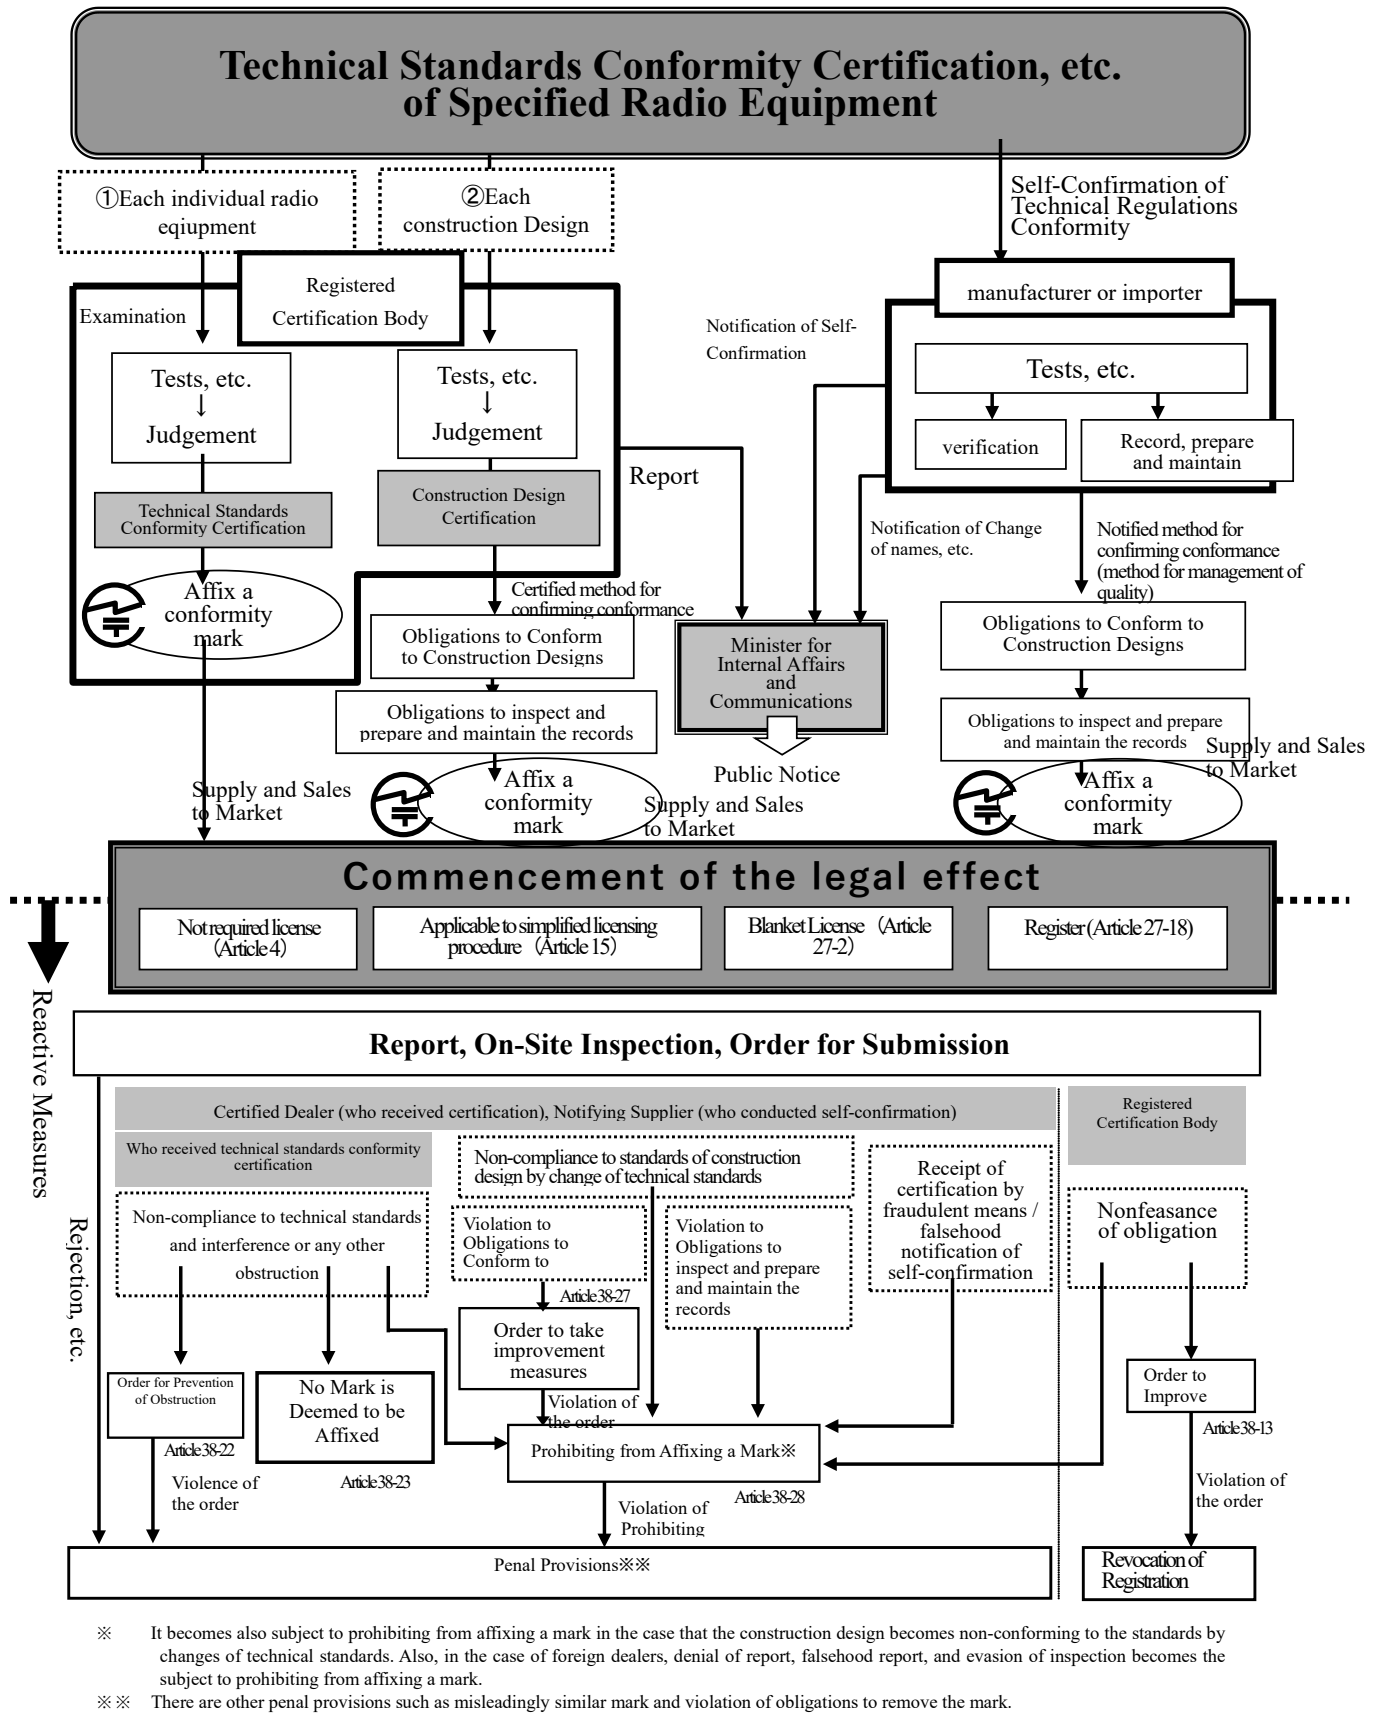 Technical Standards Conformity Certification, etc.
of Specified Radio Equipment
①Each individual radio
eqiupment
②Each
construction Design
Self-Confirmation of
Technical Regulations
Conformity
Registered
Certification Body
Examination
manufacturer or importer
Notification of Self-
Confirmation
Tests, etc.
↓
Judgement
Tests, etc.
↓
Judgement
Tests, etc.
verification
Record, prepare
and maintain
Report
Technical Standards
Conformity Certification
Construction Design
Certification
Notification of Change
of names, etc.
Notified method for
confirming conformance
(method for management of
quality)
Affix a
conformity
mark
Certified method for
confirming conformance
Obligations to Conform
to Construction Designs
Minister for
Internal Affairs
and
Communications
Obligations to Conform to
Construction Designs
Obligations to inspect and
prepare and maintain the records
Obligations to inspect and prepare
and maintain the records
Public Notice
Supply and Sales
to Market
Affix a
conformity
mark
Supply and Sales
to Market
Affix a
conformity
mark
Supply and Sales
to Market
Commencement of the legal effect
Not required license
(Article 4)
Applicable to simplified licensing
procedure (Article 15)
Blanket License (Article
27-2)
Register (Article 27-18)
Reactive Measures
Report, On-Site Inspection, Order for Submission
Certified Dealer (who received certification), Notifying Supplier (who conducted self-confirmation)
Registered
Certification Body
Who received technical standards conformity
certification
Non-compliance to standards of construction
design by change of technical standards
Receipt of
certification by
fraudulent means /
falsehood
notification of
self-confirmation
Non-compliance to technical standards
and interference or any other
obstruction
Violation to
Obligations to
Conform to
Violation to
Obligations to
inspect and prepare
and maintain the
records
Nonfeasance
of obligation
Rejection, etc.
Article 38-27
Order to take
improvement
measures
Order for Prevention
of Obstruction
No Mark is
Deemed to be
Affixed
Order to
Improve
Violation of
the order
Prohibiting from Affixing a Mark※
Article 38-22
Article 38-23
Article 38-28
Article 38-13
Violence of
the order
Violation of
Prohibiting
Violation of
the order
Penal Provisions※※
Revocation of
Registration
※ It becomes also subject to prohibiting from affixing a mark in the case that the construction design becomes non-conforming to the standards by
changes of technical standards. Also, in the case of foreign dealers, denial of report, falsehood report, and evasion of inspection becomes the
subject to prohibiting from affixing a mark.
※※ There are other penal provisions such as misleadingly similar mark and violation of obligations to remove the mark.